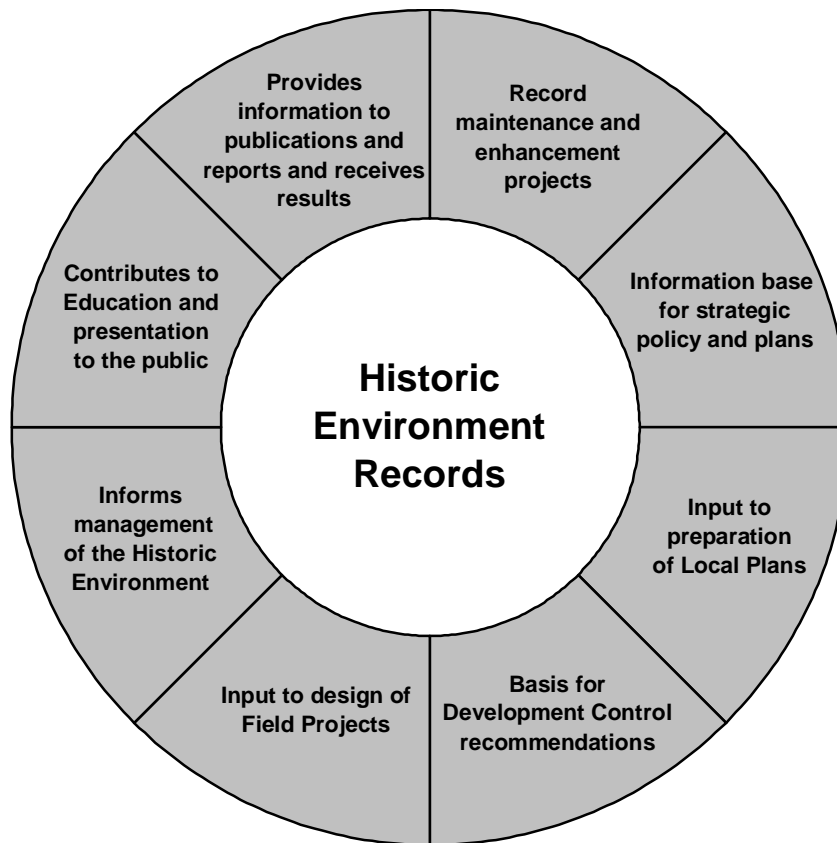 Historic
Environment
Records
Record
maintenance and
enhancement
projects
Information base
for strategic
policy and plans
Input to
preparation
of Local Plans
Basis for
Development Control
recommendations
Input to design of
Field Projects
Informs
management
of the Historic
Environment
Contributes to
Education and
presentation
to the public
Provides
information to
publications and
reports and receives
results